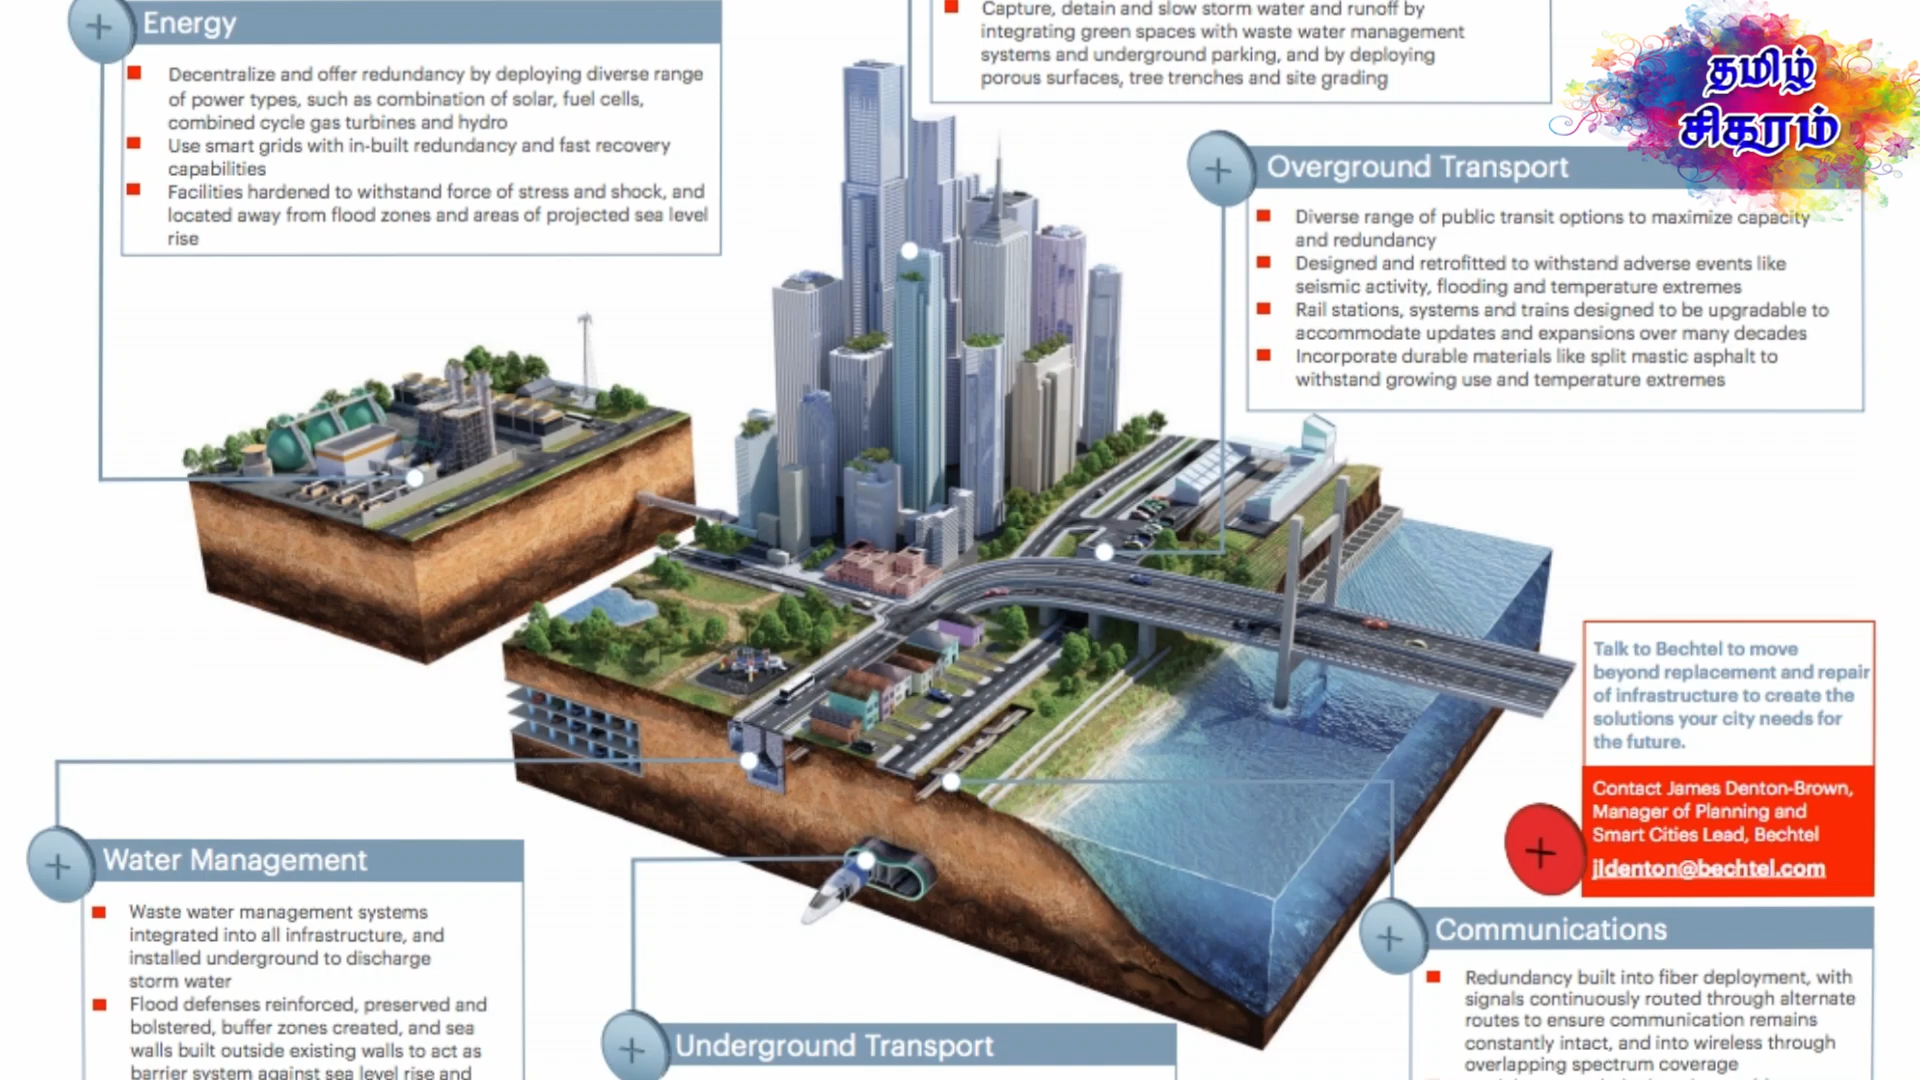 Energy
Decentralize and offer redundancy by deploying diverse range
of power types, such as combination of solar, fuel cells,
combined cycle gas turbines and hydro
Use smart grids with in-built redundancy and fast recovery
capabilities
Facilities hardened to withstand force of stress and shock, and
located away from flood zones and areas of projected sea level
rise
Capture, detain and slow storm water and runoff by
integrating green spaces with waste water management
systems and underground parking, and by deploying
porous surfaces, tree trenches and site grading
தமிழ்
சிகரம்
Overground Transport
Diverse range of public transit options to maximize capacity
and redundancy
Designed and retrofitted to withstand adverse events like
seismic activity, flooding and temperature extremes
Rail stations, systems and trains designed to be upgradable to
accommodate updates and expansions over many decades
Incorporate durable materials like split mastic asphalt to
withstand growing use and temperature extremes
Talk to Bechtel to move
beyond replacement and repair
of infrastructure to create the
solutions your city needs for
the future.
Contact James Denton-Brown,
Manager of Planning and
Smart Cities Lead, Bechtel
jldenton@bechtel.com
Water Management
Waste water management systems
integrated into all infrastructure, and
installed underground to discharge
storm water
Flood defenses reinforced, preserved and
bolstered, buffer zones created, and sea
walls built outside existing walls to act as
barrier system against sea level rise and
Underground Transport
Communications
Redundancy built into fiber deployment, with
signals continuously routed through alternate
routes to ensure communication remains
constantly intact, and into wireless through
overlapping spectrum coverage